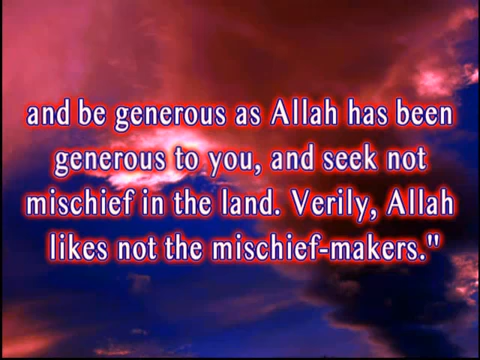 and be generous as Allah has been
generous to you, and seek not
mischief in the land. Verily, Allah
likes not the mischief-makers."